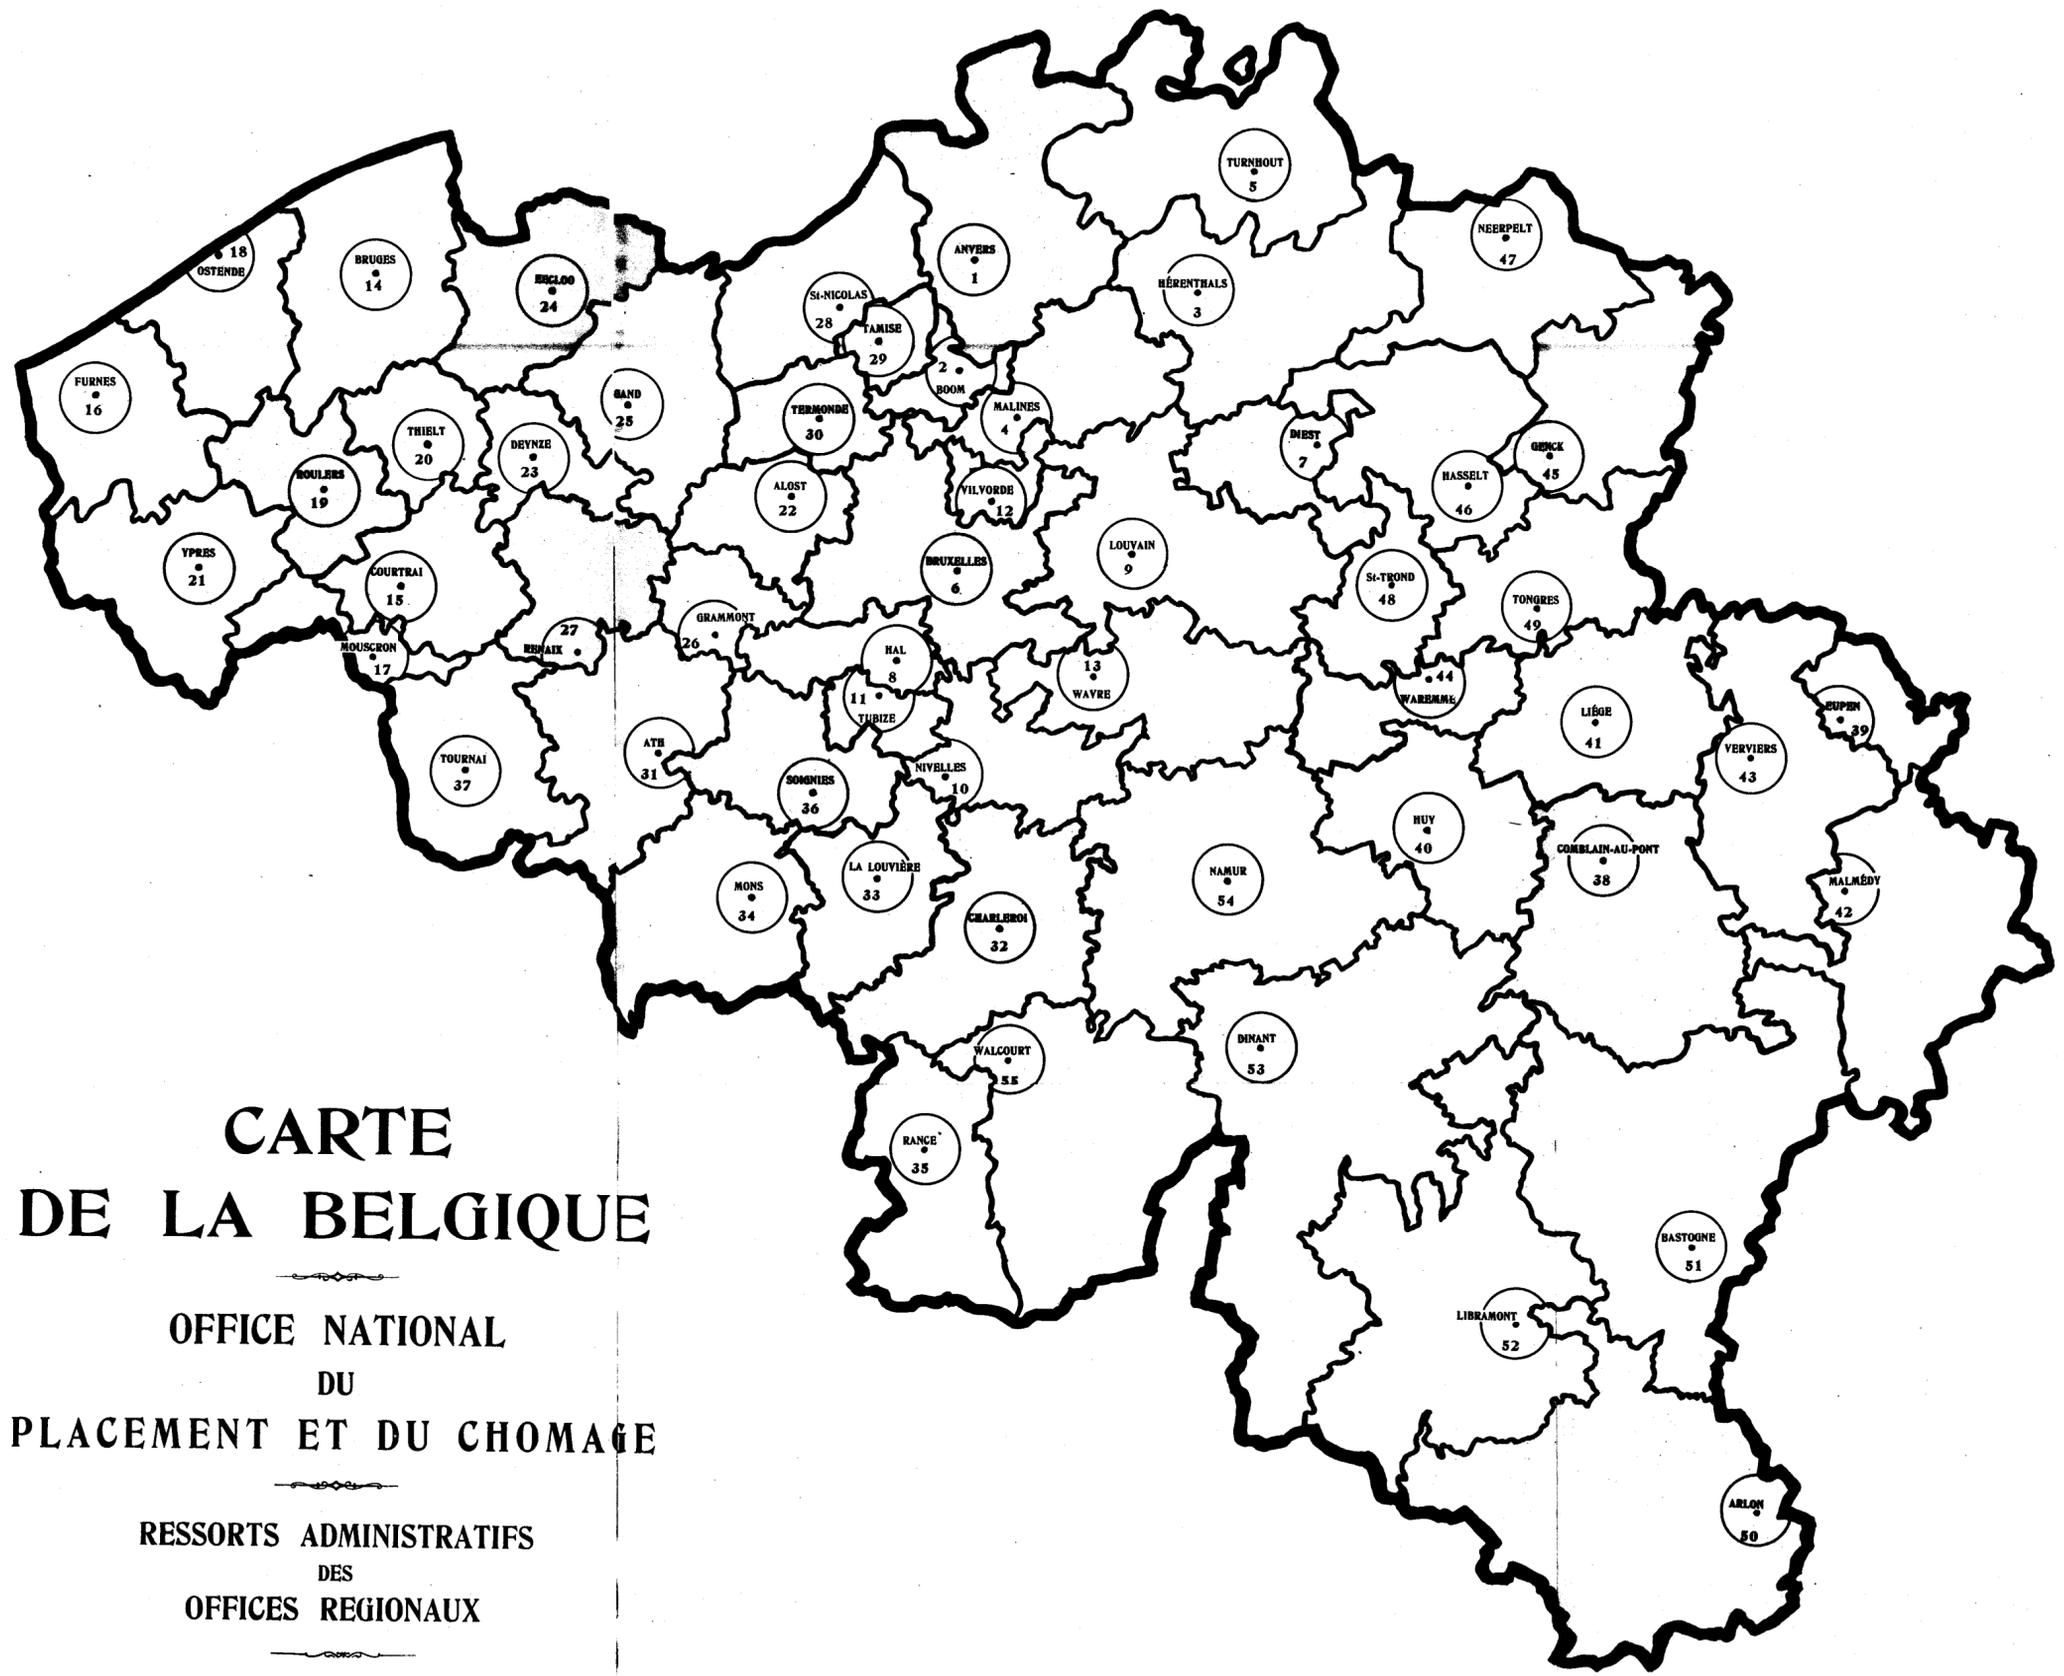 TURNHOUT
5
NEERPELT
47
18
OSTENDE
BRUGES
14
EECLOO
24
ANVERS
1
HÉRENTHALS
3
St-NICOLAS
28
TAMISE
29
2
BOOM
FURNES
16
GAND
25
TERMONDE
30
MALINES
4
THIELT
20
DEYNZE
23
DIEST
7
GENCK
45
ROULERS
19
ALOST
22
VILVORDE
12
HASSELT
46
YPRES
21
COURTRAI
15
BRUXELLES
6
LOUVAIN
9
St-TROND
48
TONGRES
49
MOUSCRON
17
27
RENAIX
GRAMMONT
26
HAL
8
13
WAVRE
44
WAREMME
11
TUBIZE
LIÉGE
41
EUPEN
39
TOURNAI
37
ATH
31
SOIGNIES
36
NIVELLES
10
VERVIERS
43
HUY
40
COMBLAIN-AU-PONT
38
MONS
34
LA LOUVIÈRE
33
CHARLEROI
32
NAMUR
54
MALMÉDY
42
WALCOURT
55
DINANT
53
RANCE
35
BASTOGNE
51
LIBRAMONT
52
ARLON
50
CARTE
DE LA BELGIQUE
OFFICE NATIONAL
DU
PLACEMENT ET DU CHOMAGE
RESSORTS ADMINISTRATIFS
DES
OFFICES REGIONAUX